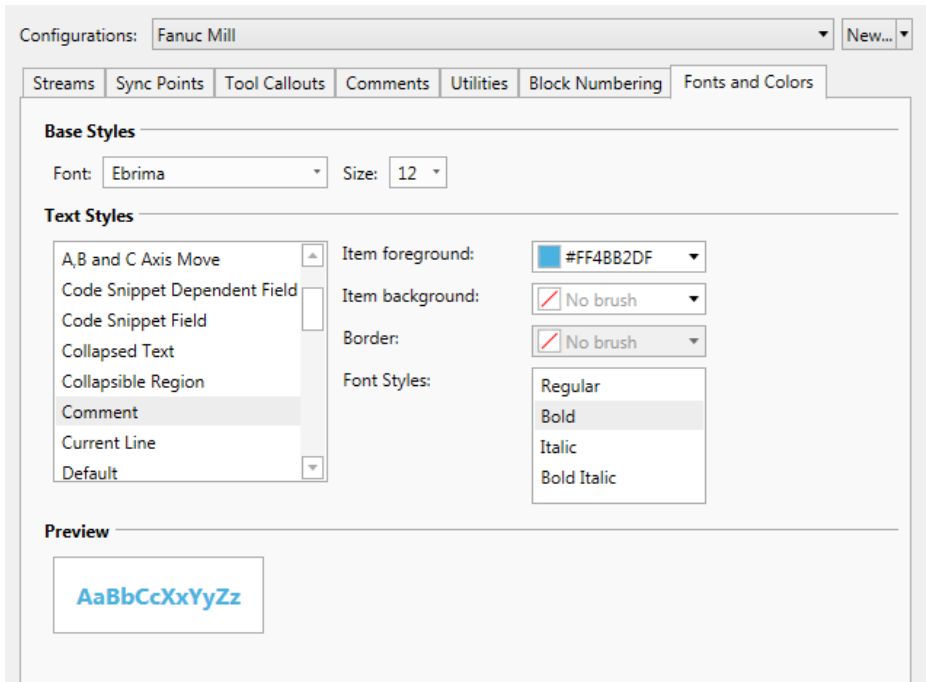 Configurations: Fanuc Mill New...
Streams Sync Points Tool Callouts Comments Utilities Block Numbering Fonts and Colors
Base Styles
Font: Ebrima Size: 12
Text Styles
A,B and C Axis Move
Code Snippet Dependent Field
Code Snippet Field
Collapsed Text
Collapsible Region
Comment
Current Line
Default
Item foreground: #FF4BB2DF
Item background: No brush
Border: No brush
Font Styles:
Regular
Bold
Italic
Bold Italic
Preview
AaBbCcXxYyZz